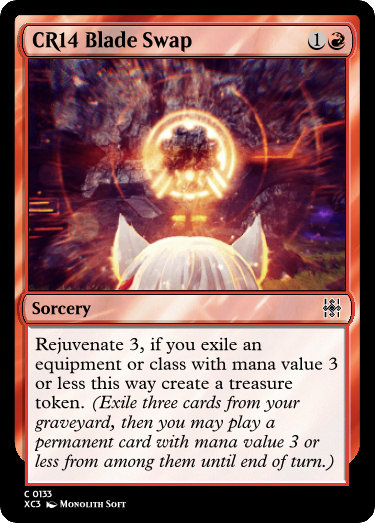 CR14 Blade Swap 1
Sorcery
Rejuvenate 3, if you exile an
equipment or class with mana value 3
or less this way create a treasure
token. (Exile three cards from your
graveyard, then you may play a
permanent card with mana value 3 or
less from among them until end of turn.)
C 0133
XC3 Monolith Soft